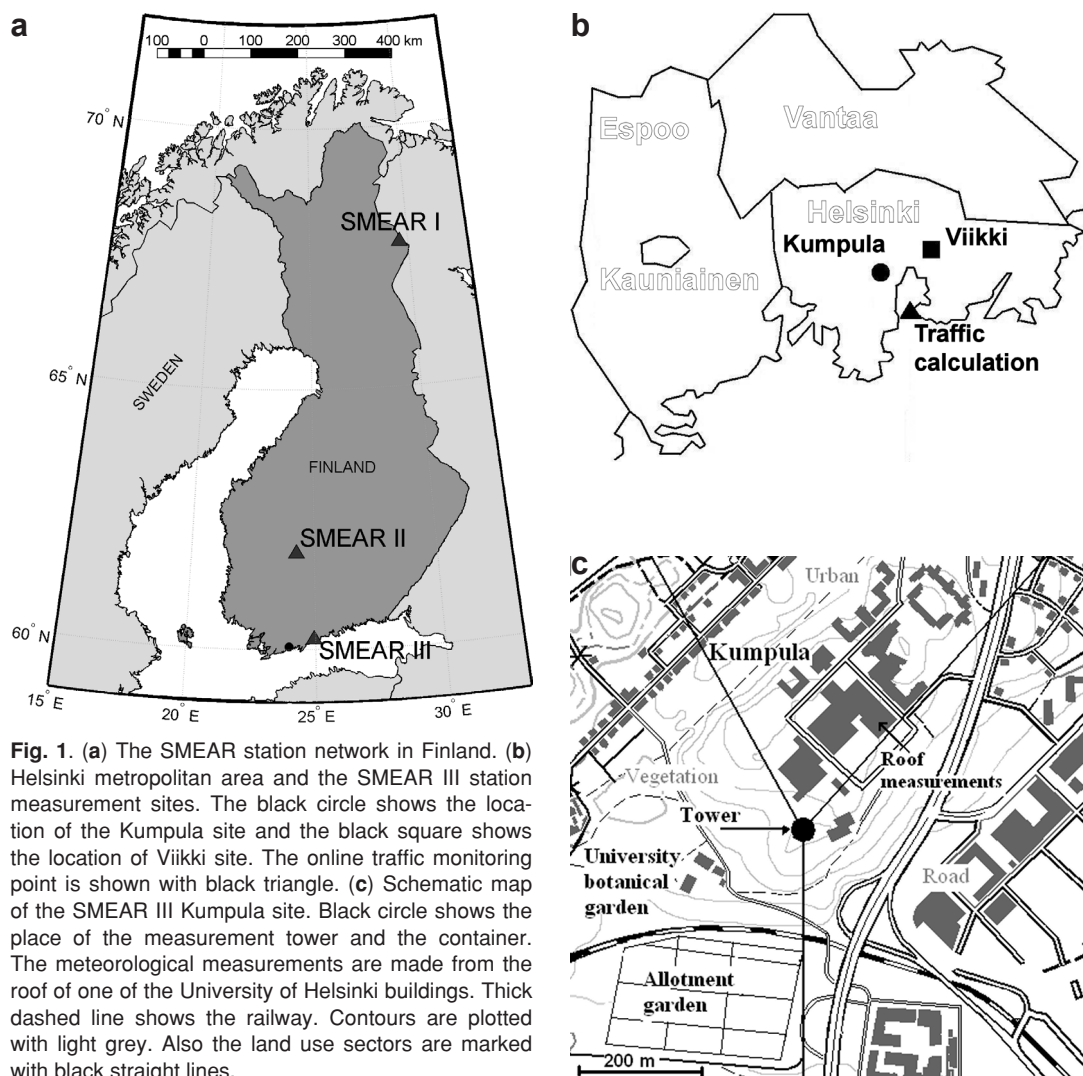 a
100 0 100 200 300 400 km
70° N
SMEAR I
65° N
SWEDEN
FINLAND
SMEAR II
60° N
SMEAR III
15° E
20° E
25° E
30° E
b
Espoo
Vantaa
Helsinki
Kumpula
Viikki
Kauniainen
Traffic
calculation
Fig. 1. (a) The SMEAR station network in Finland. (b)
Helsinki metropolitan area and the SMEAR III station
measurement sites. The black circle shows the loca-
tion of the Kumpula site and the black square shows
the location of Viikki site. The online traffic monitoring
point is shown with black triangle. (c) Schematic map
of the SMEAR III Kumpula site. Black circle shows the
place of the measurement tower and the container.
The meteorological measurements are made from the
roof of one of the University of Helsinki buildings. Thick
dashed line shows the railway. Contours are plotted
with light grey. Also the land use sectors are marked
with black straight lines.
c
Urban
Kumpula
Roof
measurements
Vegetation
Tower
University
botanical
garden
Road
Allotment
garden
200 m